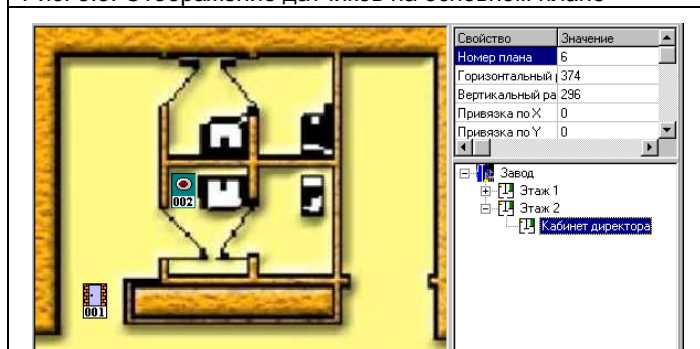 Рис. 6.6. Отображение датчиков на основном плане
Свойство Значение
Номер плана 6
Горизонтальный 374
Вертикальный ра 296
Привязка по X 0
Привязка по Y 0
Завод
Этаж 1
Этаж 2
Кабинет директора
002
001